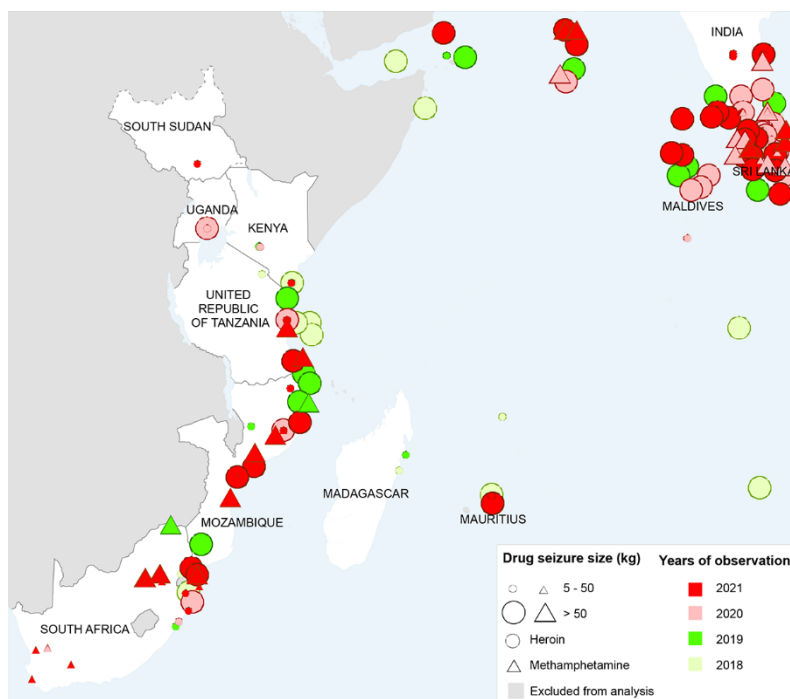 INDIA
SOUTH SUDAN
SRI LANKA
MALDIVES
UGANDA
KENYA
UNITED
REPUBLIC
OF TANZANIA
MADAGASCAR
MAURITIUS
MOZAMBIQUE
SOUTH AFRICA
Drug seizure size (kg)
5 - 50
> 50
Heroin
Methamphetamine
Excluded from analysis
Years of observation
2021
2020
2019
2018